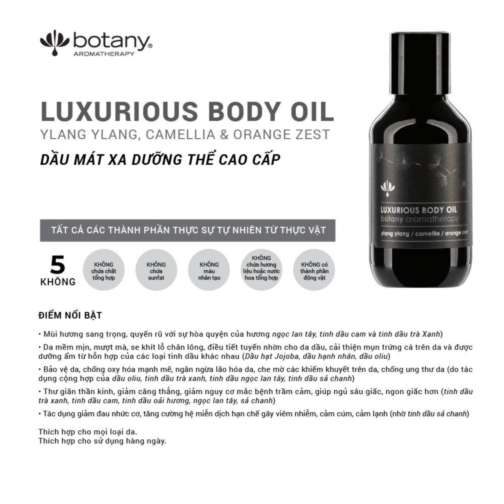 botany®
AROMATHERAPY
LUXURIOUS BODY OIL
YLANG YLANG, CAMELLIA & ORANGE ZEST
DẦU MÁT XA DƯỠNG THỂ CAO CẤP
TẤT CẢ CÁC THÀNH PHẦN THỰC SỰ TỰ NHIÊN TỪ THỰC VẬT
5
KHÔNG
KHÔNG
chứa chất
tổng hợp
KHÔNG
chứa
sunfat
KHÔNG
màu
nhân tạo
KHÔNG
chứa hương
liệu hoặc nước
hoa tổng hợp
KHÔNG có
thành phần
động vật
LUXURIOUS BODY OIL
botany aromatherapy
ylang ylang / camellia / orange zest
ĐIỂM NỔI BẬT
• Mùi hương sang trọng, quyến rũ với sự hòa quyện của hương ngọc lan tây, tinh dầu cam và tinh dầu trà Xanh)
• Da mềm mịn, mượt mà, se khít lỗ chân lông, điều tiết tuyến nhờn cho da dầu, cải thiện mụn trứng cá trên da và được
dưỡng ẩm từ hỗn hợp của các loại tinh dầu khác nhau (Dầu hạt Jojoba, dầu hạnh nhân, dầu oliu)
• Bảo vệ da, chống oxy hóa mạnh mẽ, ngăn ngừa lão hóa da, che mờ các khiếm khuyết trên da, chống ung thư da (do tác
dụng cộng hợp của dầu oliu, tinh dầu trà xanh, tinh dầu ngọc lan tây, tinh dầu sả chanh)
• Thư giãn thần kinh, giảm căng thẳng, giảm nguy cơ mắc bệnh trầm cảm, giúp ngủ sâu giấc, ngon giấc hơn (tinh dầu
trà xanh, tinh dầu cam, tinh dầu oải hương, ngọc lan tây, sả chanh)
• Tác dụng giảm đau nhức cơ, tăng cường hệ miễn dịch hạn chế gây viêm nhiễm, cảm cúm, cảm lạnh (nhờ tinh dầu sả chanh)
Thích hợp cho mọi loại da.
Thích hợp cho sử dụng hàng ngày.